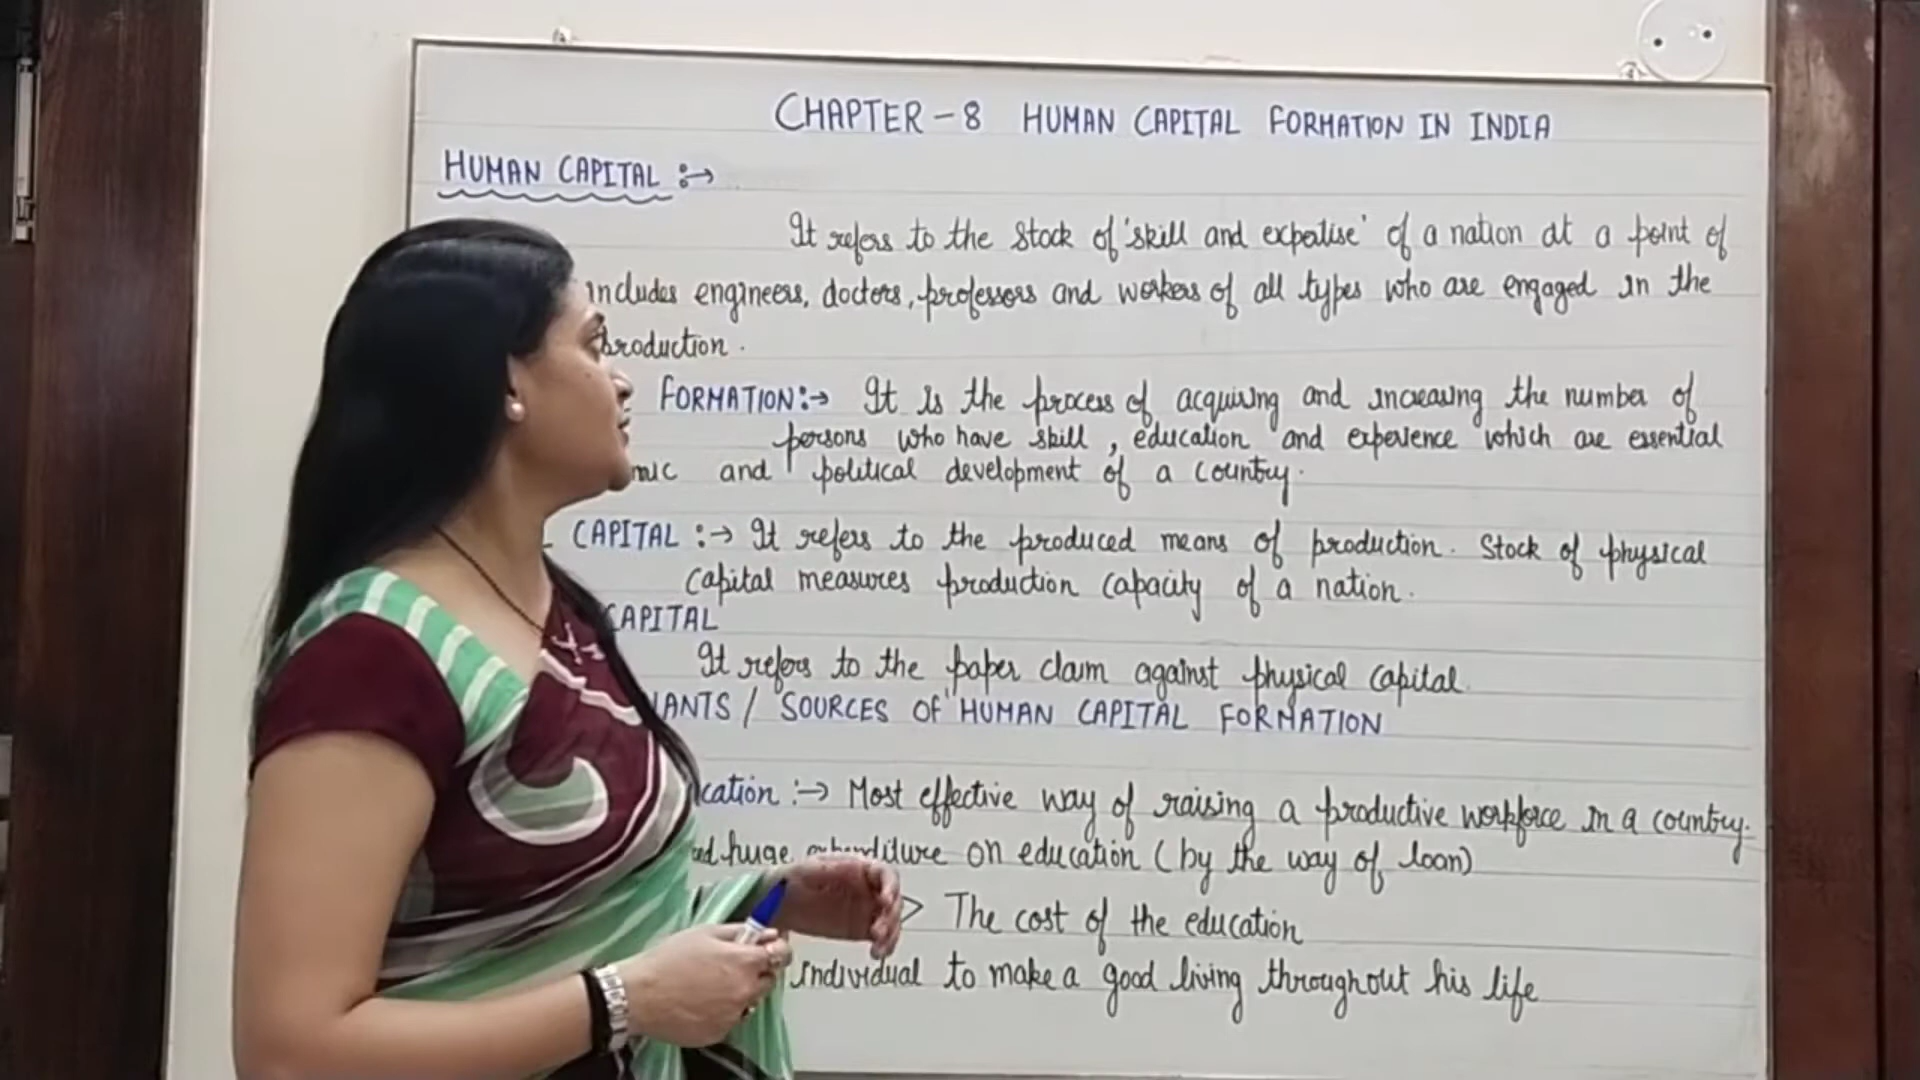 CHAPTER - 8 HUMAN CAPITAL FORMATION IN INDIA
HUMAN CAPITAL :→
It refers to the stock of 'skill and expertise' of a nation at a point of
includes engineers, doctors, professors and workers of all types who are engaged in the
production.
FORMATION:→ It is the process of acquiring and increasing the number of
persons who have skill, education and experience which are essential
and political development of a country.
CAPITAL :→ It refers to the produced means of production. Stock of physical
capital measures production capacity of a nation.
CAPITAL
It refers to the paper claim against physical capital.
/ SOURCES OF HUMAN CAPITAL FORMATION
:→ Most effective way of raising a productive workforce in a country.
huge expenditure on education (by the way of loan)
> The cost of the education
individual to make a good living throughout his life